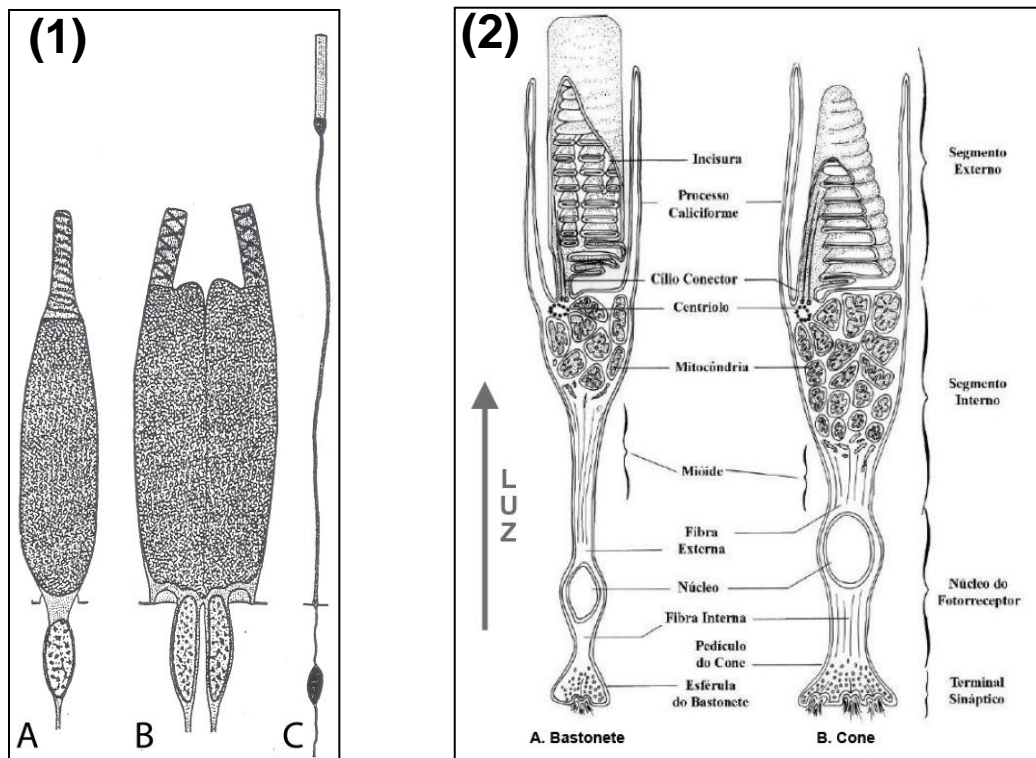 (1)
A
B
C
(2)
Incisura
Processo
Caliciforme
Cílio Conector
Centríolo
Mitocôndria
Mióide
Fibra
Externa
Núcleo
Fibra Interna
Pedículo
do Cone
Esférula
do Bastonete
Segmento
Externo
Segmento
Interno
Núcleo do
Fotorreceptor
Terminal
Sináptico
LUZ
A. Bastonete
B. Cone